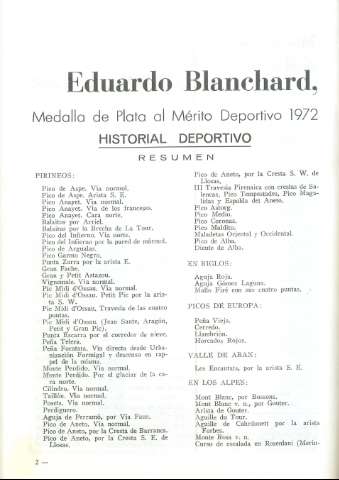 Eduardo Blanchard,
Medalla de Plata al Mérito Deportivo 1972
HISTORIAL DEPORTIVO
RESUMEN
PIRINEOS:
Pico de Aspe. Vía normal.
Pico de Aspe. Arista S. E.
Pico Anayet. Vía normal.
Pico Anayet. Vía de los franceses.
Pico Anayet. Cara norte.
Balaitus por Arriel.
Balaitus por la Brecha de La Tour.
Pico del Infierno. Vía norte.
Pico del Infierno por la pared de mármol.
Pico de Argualas.
Pico Garmo Negro.
Punta Zarra por la arista E.
Gran Facha.
Gran y Petit Astazou.
Vignemale. Vía normal.
Pic Midi d'Ossau. Vía normal.
Pic Midi d'Ossau. Petit Pic por la arista S. W.
Pic Midi d'Ossau. Travesía de las cuatro
puntas.
Pic Midi d'Ossau (Jean Sante, Aragón,
Petit y Gran Pic).
Punta Escarra por el corredor de nieve.
Peña Telera.
Peña Foratata. Vía directa desde Urbanización Formigal y descenso en rappel de la misma.
Monte Perdido. Vía normal.
Monte Perdido. Por el glaciar de la cara norte.
Cilindro. Vía normal.
Taillón. Vía normal.
Posets. Vía normal.
Perdiguero.
Aguja de Perramó, por Vía Pano.
Pico de Aneto. Vía normal.
Pico de Aneto, por la Cresta de Barrancs.
Pico de Aneto, por la Cresta S. E. de
Llosas.
2 —
Pico de Aneto, por la Cresta S. W. de
Llosas.
III Travesía Pirenaica con crestas de Salencas, Pico Tempestades, Pico Margalidas y Espalda del Aneto.
Pico Astorg.
Pico Medio.
Pico Coronas.
Pico Maldito.
Maladetas Oriental y Occidental.
Pico de Alba.
Diente de Alba.
EN RIGLOS:
Aguja Roja.
Aguja Gómez Laguna.
Mallo Firé con sus cuatro puntas.
PICOS DE EUROPA:
Peña Vieja.
Cerredo.
Llambrión.
Horcados Rojos.
VALLE DE ARAN:
Les Encantats, por la arista S. E.
EN LOS ALPES:
Mont Blanc, por Bossons.
Mont Blanc v. n., por Gouter.
Arista de Gouter.
Aguille du Tour.
Aguille de Chardonett por la arista
Forbes.
Monte Rosa v. n.
Curso de escalada en Rosenlaui (Meirin-